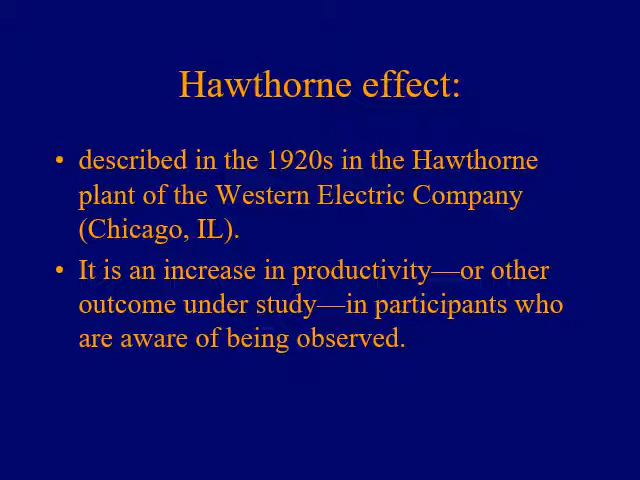 Hawthorne effect:
• described in the 1920s in the Hawthorne
plant of the Western Electric Company
(Chicago, IL).
• It is an increase in productivity—or other
outcome under study—in participants who
are aware of being observed.